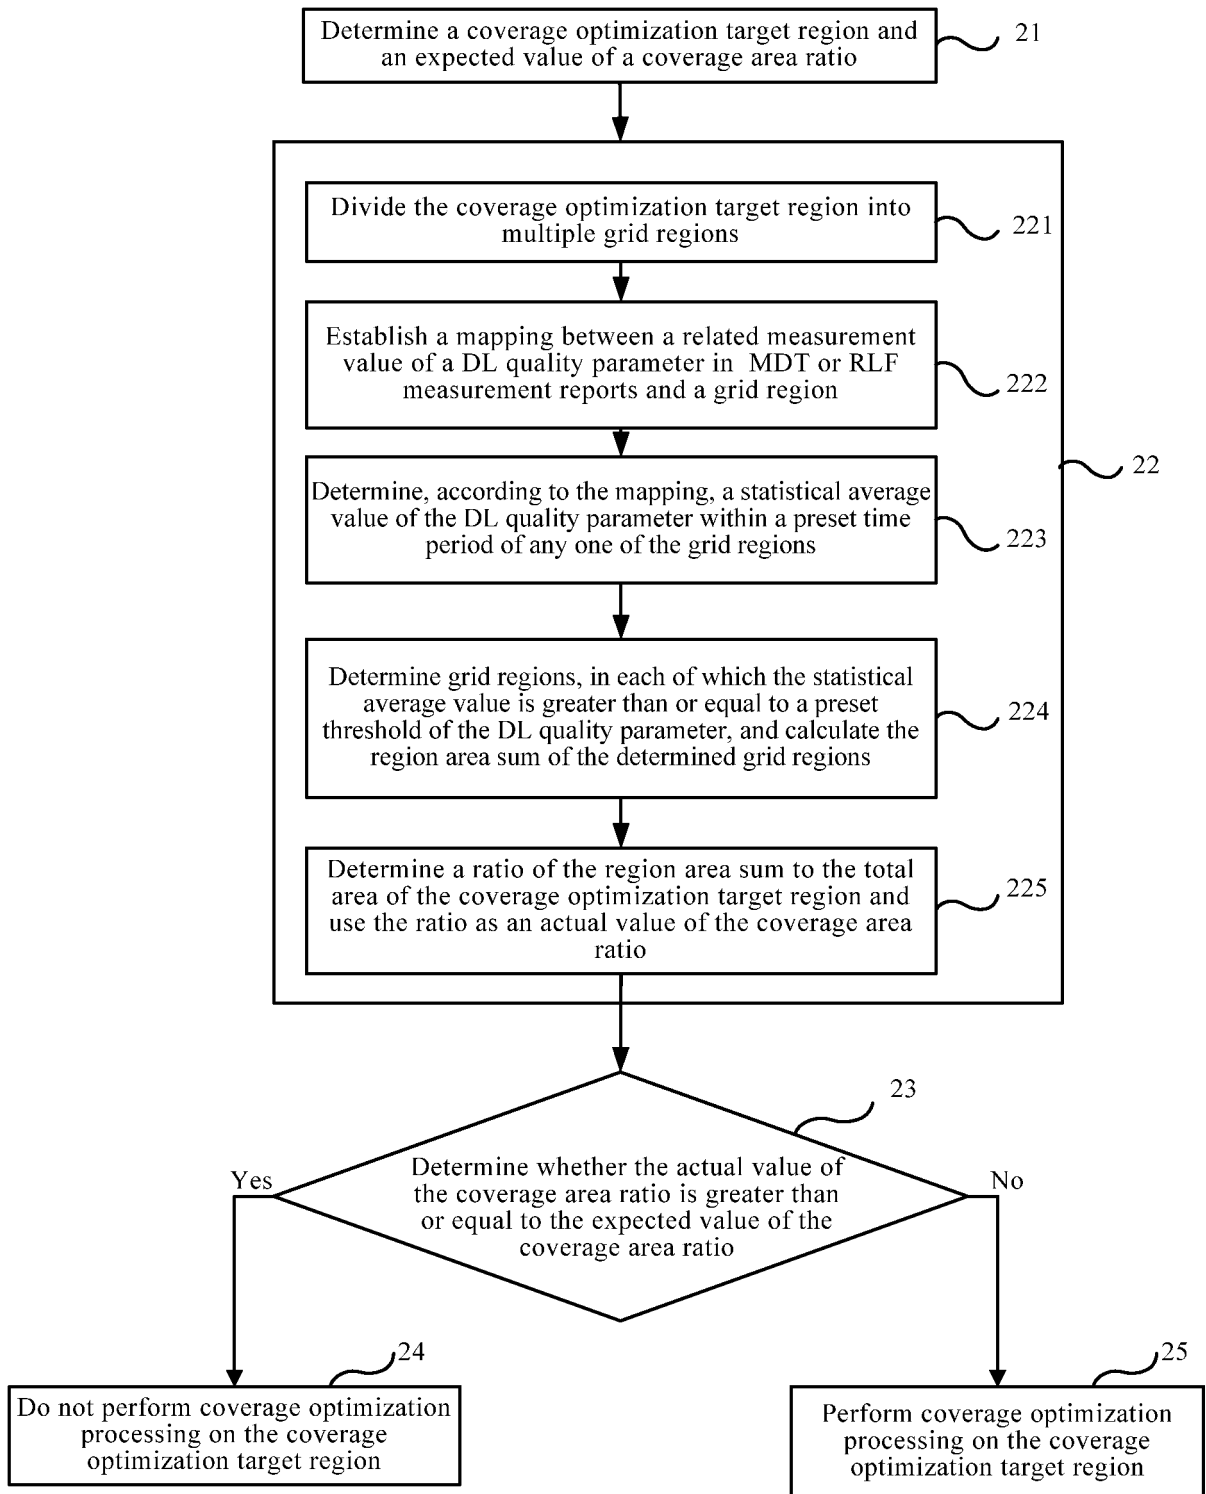 Determine a coverage optimization target region and
an expected value of a coverage area ratio
21
Divide the coverage optimization target region into
multiple grid regions
221
Establish a mapping between a related measurement
value of a DL quality parameter in MDT or RLF
measurement reports and a grid region
222
22
Determine, according to the mapping, a statistical average
value of the DL quality parameter within a preset time
period of any one of the grid regions
223
Determine grid regions, in each of which the statistical
average value is greater than or equal to a preset
threshold of the DL quality parameter, and calculate the
region area sum of the determined grid regions
224
Determine a ratio of the region area sum to the total
area of the coverage optimization target region and
use the ratio as an actual value of the coverage area
ratio
225
23
Determine whether the actual value of
the coverage area ratio is greater than
or equal to the expected value of the
coverage area ratio
Yes
No
24
Do not perform coverage optimization
processing on the coverage
optimization target region
25
Perform coverage optimization
processing on the coverage
optimization target region